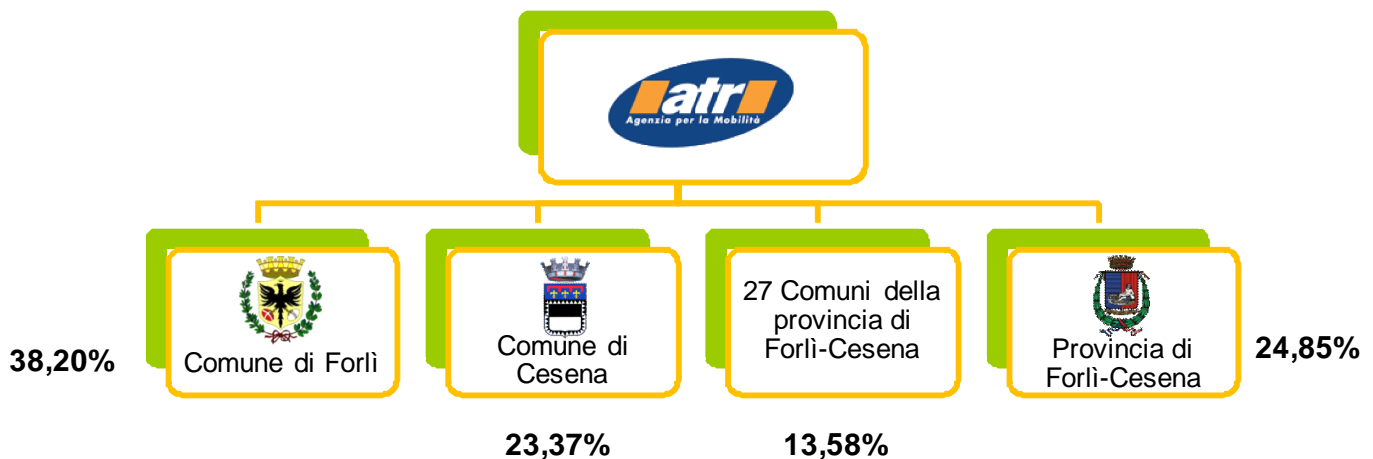 atr
Agenzia per la Mobilità
38,20%
Comune di Forlì
Comune di
Cesena
27 Comuni della
provincia di
Forlì-Cesena
Provincia di
Forlì-Cesena
24,85%
23,37%
13,58%